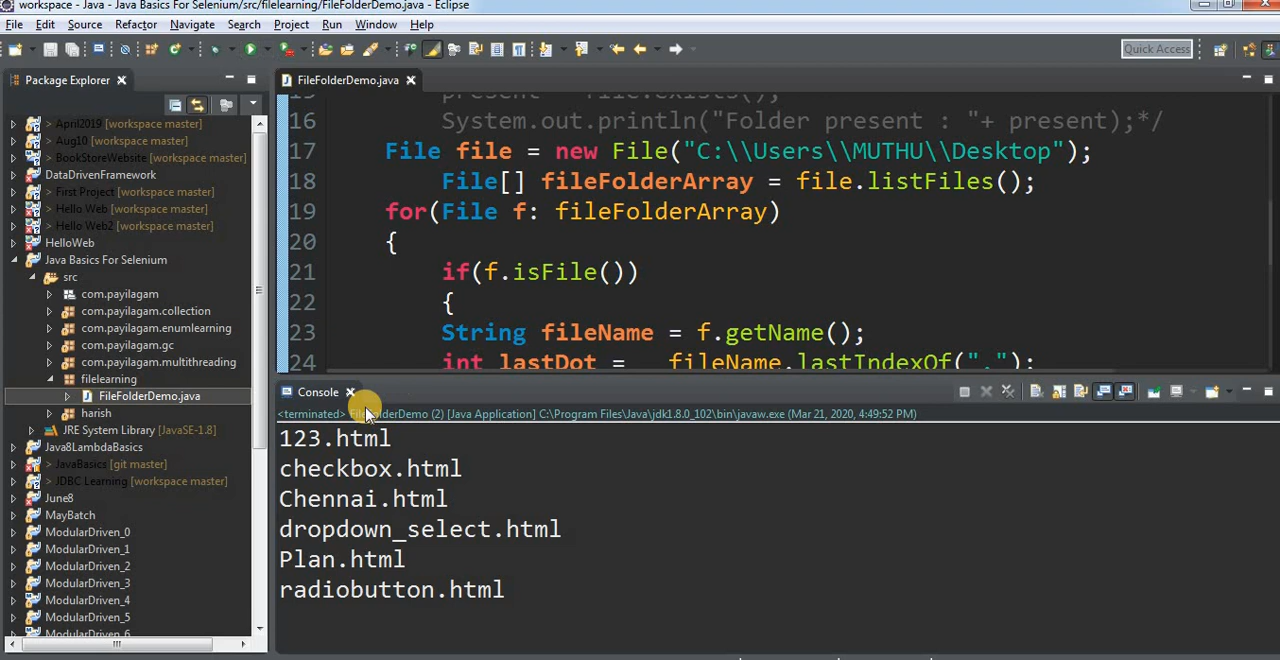 workspace - Java - Java Basics For Selenium/src/filelearning/FileFolderDemo.java - Eclipse
File Edit Source Refactor Navigate Search Project Run Window Help
Quick Access
Package Explorer
> April2019 [workspace master]
> Aug10 [workspace master]
> BookStoreWebsite [workspace master]
DataDrivenFramework
> First Project [workspace master]
> Hello Web [workspace master]
> Hello Web2 [workspace master]
HelloWeb
Java Basics For Selenium
src
com.payilagam
com.payilagam.collection
com.payilagam.enumlearning
com.payilagam.gc
com.payilagam.multithreading
filelearning
FileFolderDemo.java
harish
JRE System Library [JavaSE-1.8]
Java8LambdaBasics
> JavaBasics [git master]
> JDBC Learning [workspace master]
June8
MayBatch
ModularDriven_0
ModularDriven_1
ModularDriven_2
ModularDriven_3
ModularDriven_4
ModularDriven_5
ModularDriven_6
FileFolderDemo.java
15 present = file.exists();
16 System.out.println("Folder present : "+ present);*/
17 File file = new File("C:\\Users\\MUTHU\\Desktop");
18 File[] fileFolderArray = file.listFiles();
19 for(File f: fileFolderArray)
20 {
21 if(f.isFile())
22 {
23 String fileName = f.getName();
24 int lastDot = fileName.lastIndexOf(".");
Console
<terminated> FileFolderDemo (2) [Java Application] C:\Program Files\Java\jdk1.8.0_102\bin\javaw.exe (Mar 21, 2020, 4:49:52 PM)
123.html
checkbox.html
Chennai.html
dropdown_select.html
Plan.html
radiobutton.html